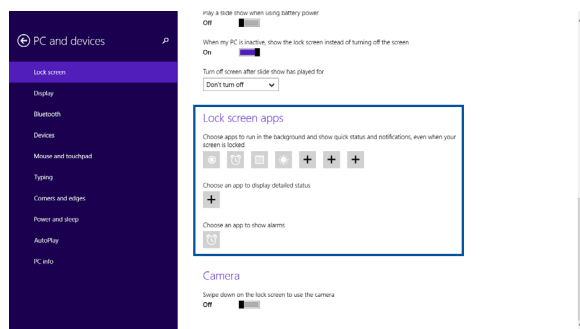 PC and devices
Lock screen
Display
Bluetooth
Devices
Mouse and touchpad
Typing
Corners and edges
Power and sleep
AutoPlay
PC info
Play a slide show when using battery power
Off
When my PC is inactive, show the lock screen instead of turning off the screen
On
Turn off screen after slide show has played for
Don't turn off
Lock screen apps
Choose apps to run in the background and show quick status and notifications, even when your
screen is locked
Choose an app to display detailed status
Choose an app to show alarms
Camera
Swipe down on the lock screen to use the camera
Off